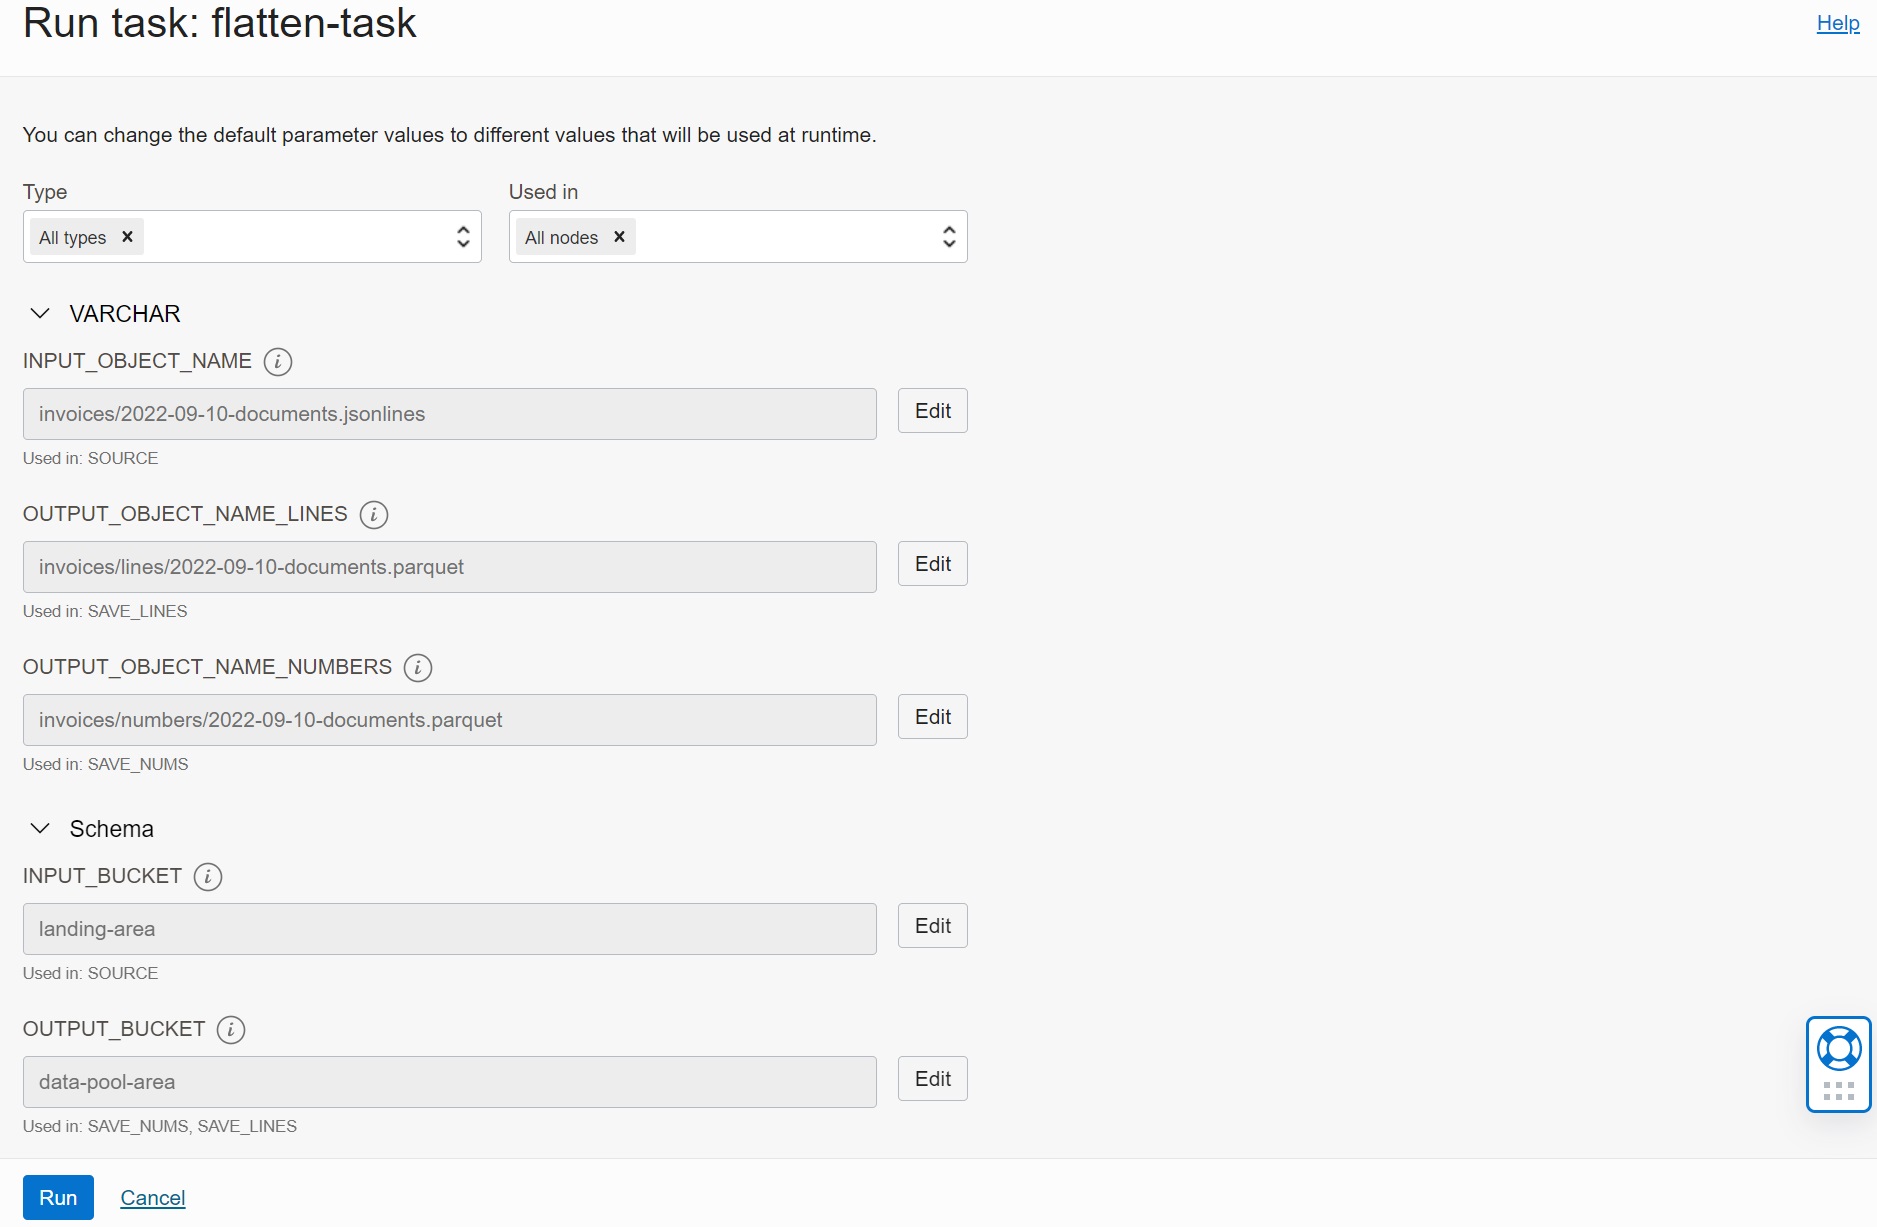 Run task: flatten-task
Help
You can change the default parameter values to different values that will be used at runtime.
Type
Used in
All types
All nodes
VARCHAR
INPUT_OBJECT_NAME
invoices/2022-09-10-documents.jsonlines
Edit
Used in: SOURCE
OUTPUT_OBJECT_NAME_LINES
invoices/lines/2022-09-10-documents.parquet
Edit
Used in: SAVE_LINES
OUTPUT_OBJECT_NAME_NUMBERS
invoices/numbers/2022-09-10-documents.parquet
Edit
Used in: SAVE_NUMS
Schema
INPUT_BUCKET
landing-area
Edit
Used in: SOURCE
OUTPUT_BUCKET
data-pool-area
Edit
Used in: SAVE_NUMS, SAVE_LINES
Run
Cancel